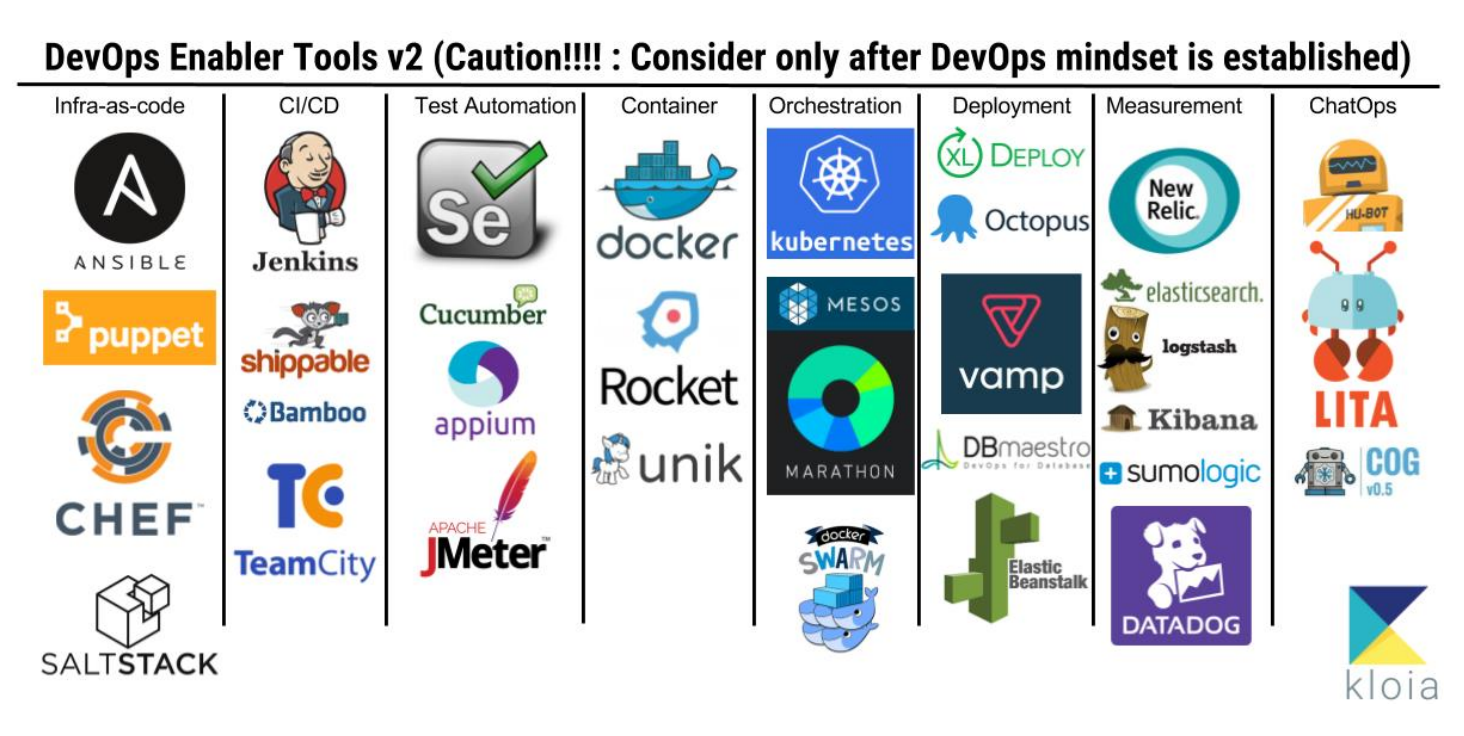 DevOps Enabler Tools v2 (Caution!!!! : Consider only after DevOps mindset is established)
Infra-as-code
ANSIBLE
puppet
CHEF™
SALTSTACK
CI/CD
Jenkins
shippable
Bamboo
TC
TeamCity
Test Automation
Se
Cucumber
appium
APACHE
JMeter™
Container
docker
Rocket
unik
Orchestration
kubernetes
MESOS
MARATHON
docker
SWARM
Deployment
XL DEPLOY
Octopus
vamp
DBmaestro
DevOps for Database
Elastic
Beanstalk
Measurement
New
Relic.
elasticsearch.
logstash
Kibana
sumologic
DATADOG
ChatOps
HU-BOT
LITA
COG
v0.5
kloia